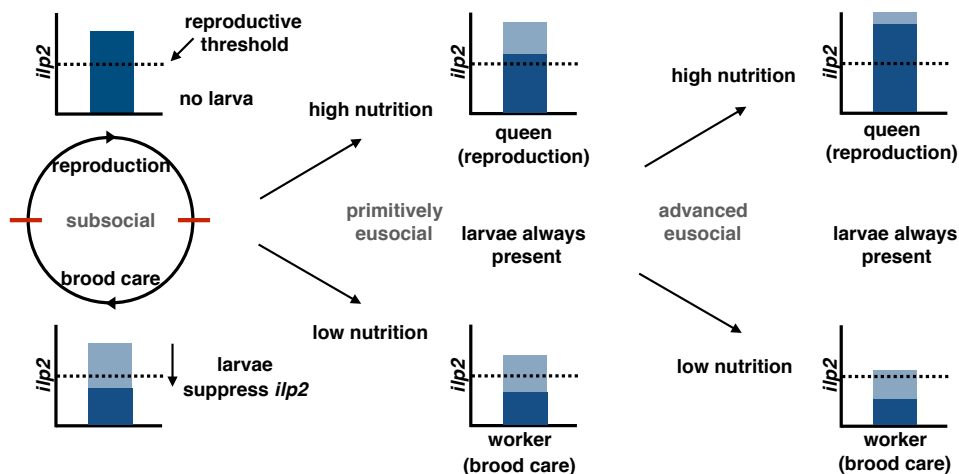 ilp2
reproductive
threshold
no larva
reproduction
subsocial
brood care
ilp2
larvae
suppress ilp2
high nutrition
low nutrition
primitively
eusocial
ilp2
queen
(reproduction)
larvae always
present
ilp2
worker
(brood care)
high nutrition
low nutrition
advanced
eusocial
ilp2
queen
(reproduction)
larvae always
present
ilp2
worker
(brood care)